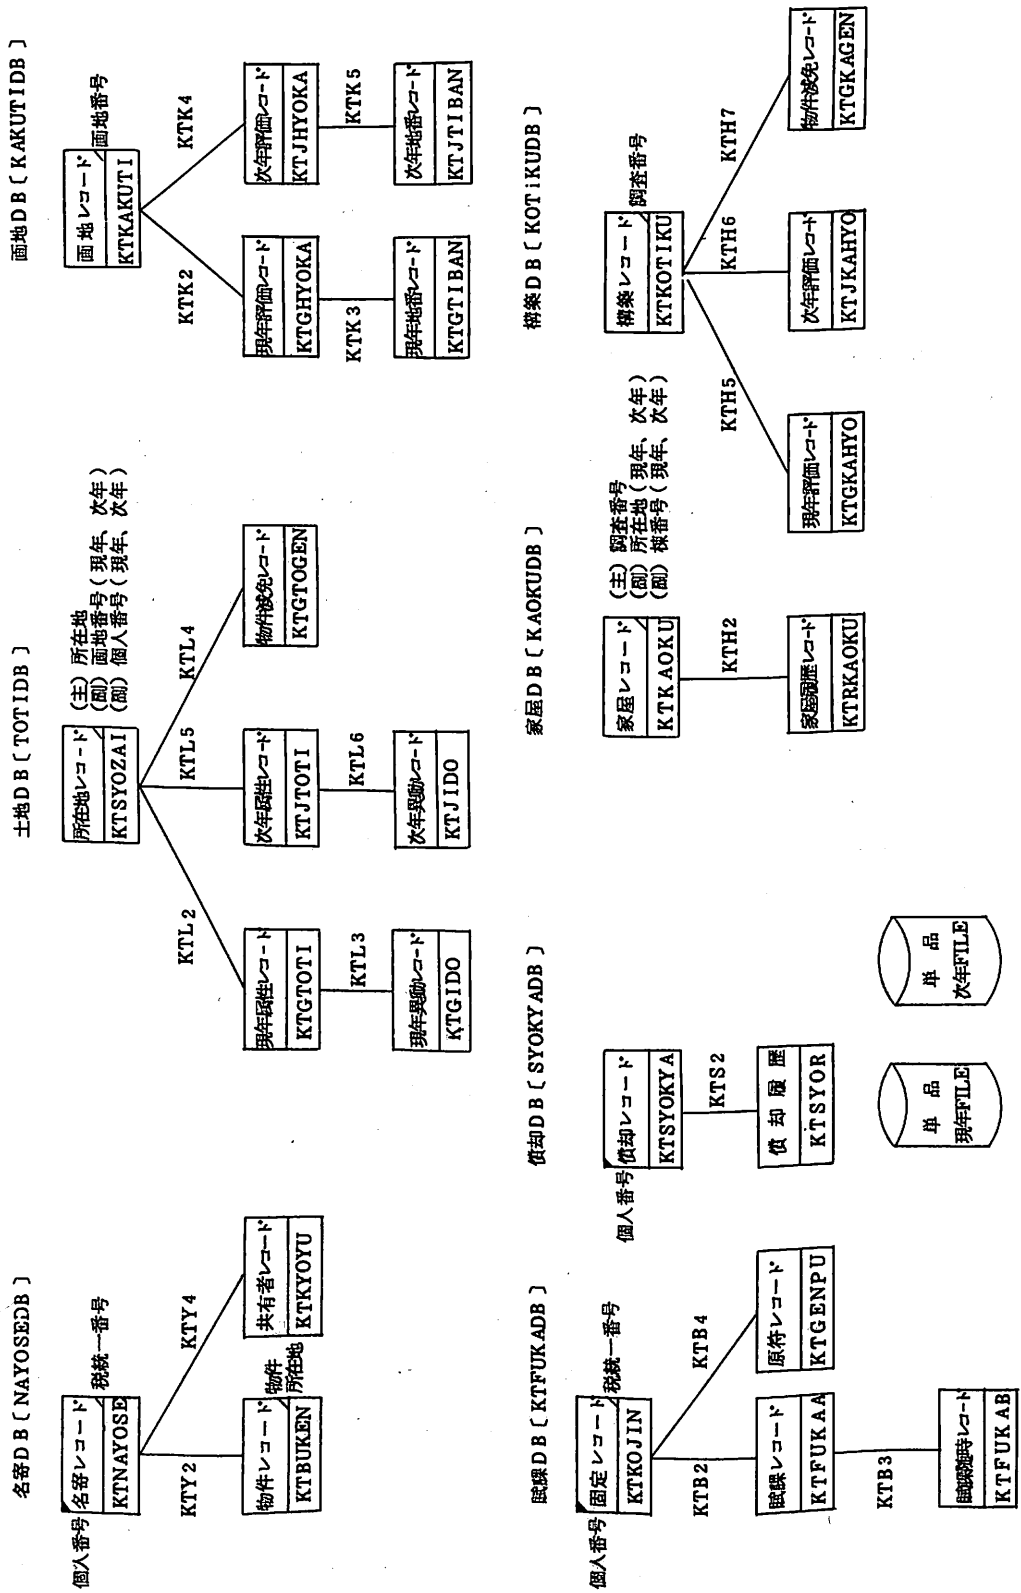 名寄DB〔NAYOSEDB〕
個人番号
名寄レコード
KTNAYOSE
税統一番号
KTY2
KTY4
物件レコード
KTBUKEN
物件
所在地
共有者レコード
KTKYOYU
土地DB〔TOTIDB〕
所在地レコード
KTSYOZAI
(主) 所在地
(副) 画地番号(現年、次年)
(副) 個人番号(現年、次年)
KTL2
KTL5
KTL4
現年属性レコード
KTGTOTI
次年属性レコード
KTJTOTI
物件減免レコード
KTGTOGEN
KTL3
KTL6
現年異動レコード
KTGIDO
次年異動レコード
KTJIDO
画地DB〔KAKUTIDB〕
画地レコード
KTKAKUTI
画地番号
KTK2
KTK4
現年評価レコード
KTGHYOKA
次年評価レコード
KTJHYOKA
KTK3
KTK5
現年地番レコード
KTGTIBAN
次年地番レコード
KTJTIBAN
賦課DB〔KTFUKADB〕
個人番号
固定レコード
KTKOJIN
税統一番号
KTB2
KTB4
賦課レコード
KTFUKAA
原符レコード
KTGENPU
KTB3
賦課随時レコード
KTFUKAB
償却DB〔SYOKYADB〕
個人番号
償却レコード
KTSYOKYA
KTS2
償却履歴
KTSYOR
単品
現年FILE
単品
次年FILE
家屋DB〔KAOKUDB〕
家屋レコード
KTKAOKU
(主) 調査番号
(副) 所在地(現年、次年)
(副) 棟番号(現年、次年)
KTH2
家屋履歴レコード
KTRKAOKU
構築DB〔KOTiKUDB〕
構築レコード
KTKOTIKU
調査番号
KTH5
KTH6
KTH7
現年評価レコード
KTGKAHYO
次年評価レコード
KTJKAHYO
物件減免レコード
KTGKAGEN